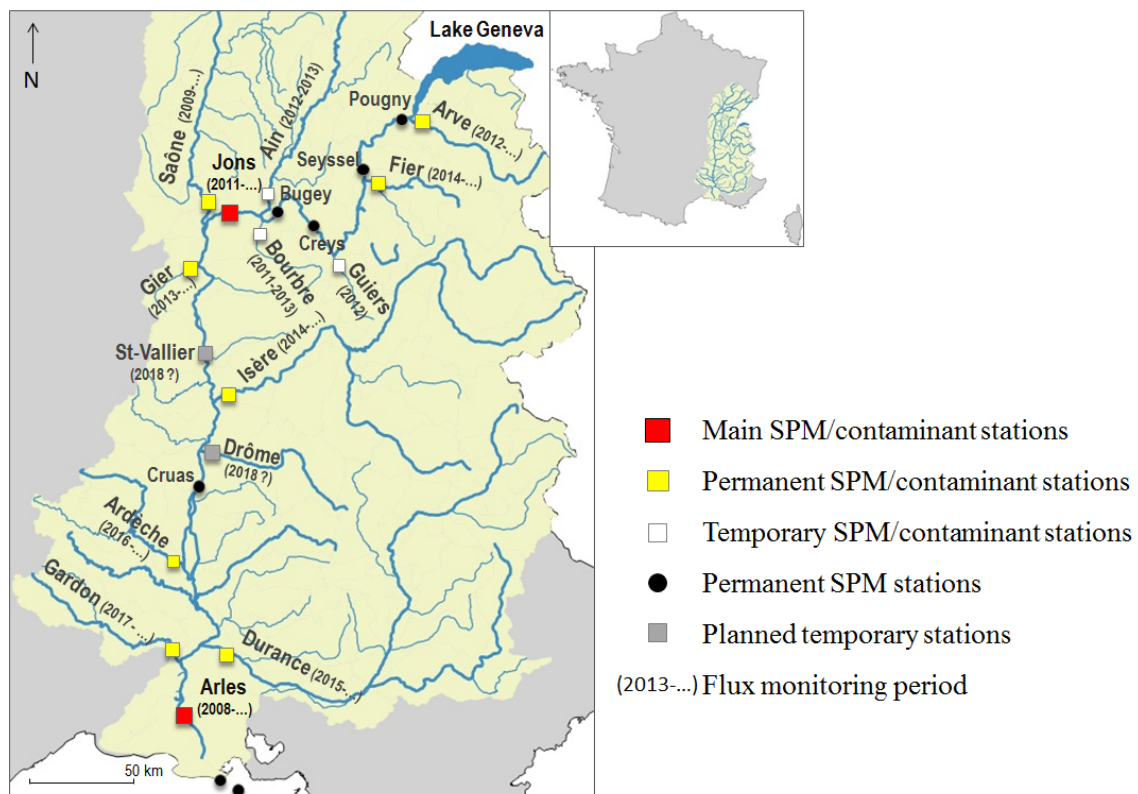 Lake Geneva
N
Pougny
Arve (2012-...)
Saône (2009-...)
Ain (2012-2013)
Seyssel
Fier (2014-...)
Jons
(2011-...)
Bugey
Creys
Bourbre
(2011-2013)
Guiers
(2012)
Gier
(2013-...)
St-Vallier
(2018 ?)
Isère (2014-...)
Drôme
(2018 ?)
Cruas
Ardèche
(2016-...)
Gardon (2017 - ...)
Durance (2015-...)
Arles
(2008-...)
50 km
Main SPM/contaminant stations
Permanent SPM/contaminant stations
Temporary SPM/contaminant stations
Permanent SPM stations
Planned temporary stations
(2013-...) Flux monitoring period